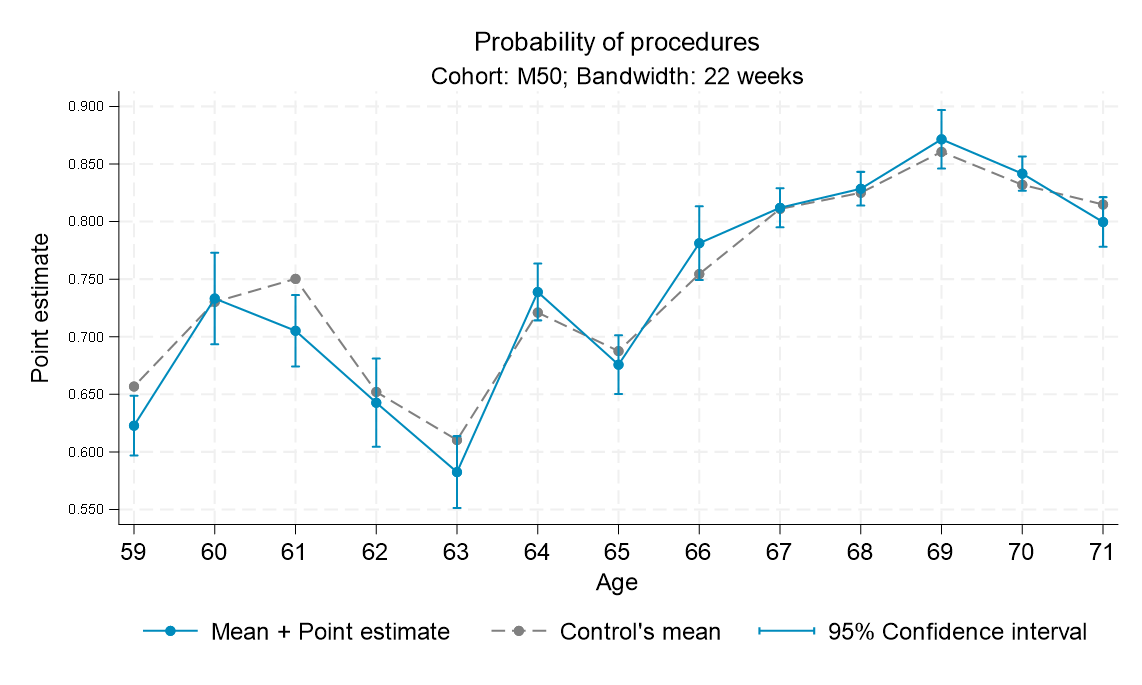 Probability of procedures
Cohort: M50; Bandwidth: 22 weeks
Point estimate
0.900
0.850
0.800
0.750
0.700
0.650
0.600
0.550
59 60 61 62 63 64 65 66 67 68 69 70 71
Age
Mean + Point estimate Control's mean 95% Confidence interval